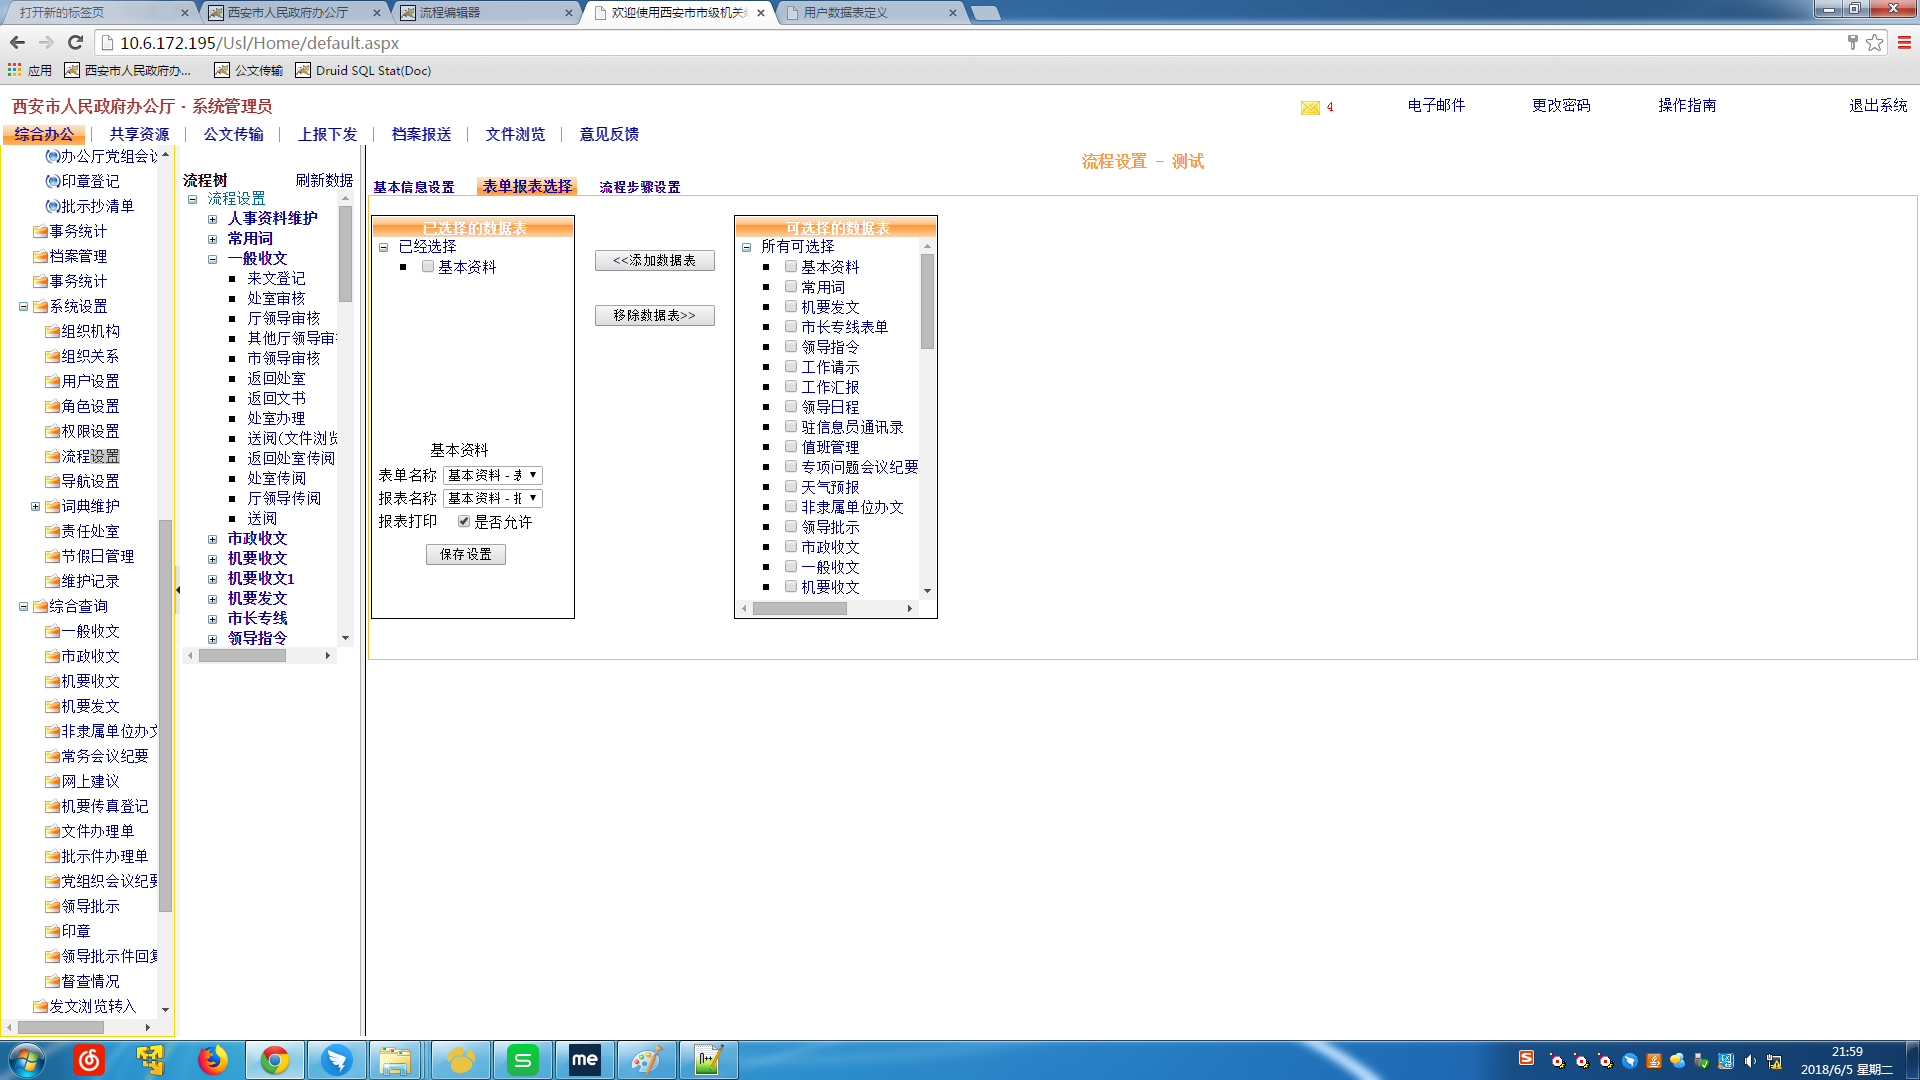 打开新的标签页
西安市人民政府办公厅
流程编辑器
欢迎使用西安市市级机关
用户数据表定义
10.6.172.195/Usl/Home/default.aspx
应用
西安市人民政府办...
公文传输
Druid SQL Stat(Doc)
西安市人民政府办公厅 · 系统管理员
4
电子邮件
更改密码
操作指南
退出系统
综合办公
共享资源
公文传输
上报下发
档案报送
文件浏览
意见反馈
办公厅党组会议
印章登记
批示抄清单
事务统计
档案管理
事务统计
系统设置
组织机构
组织关系
用户设置
角色设置
权限设置
流程设置
导航设置
词典维护
责任处室
节假日管理
维护记录
综合查询
一般收文
市政收文
机要收文
机要发文
非隶属单位办文
常务会议纪要
网上建议
机要传真登记
文件办理单
批示件办理单
党组织会议纪要
领导批示
印章
领导批示件回复
督查情况
发文浏览转入
流程树
刷新数据
流程设置
人事资料维护
常用词
一般收文
来文登记
处室审核
厅领导审核
其他厅领导审
市领导审核
返回处室
返回文书
处室办理
送阅(文件浏览
返回处室传阅
处室传阅
厅领导传阅
送阅
市政收文
机要收文
机要收文1
机要发文
市长专线
领导指令
流程设置 - 测试
基本信息设置
表单报表选择
流程步骤设置
已选择的数据表
已经选择
基本资料
基本资料
表单名称 基本资料 - 表
报表名称 基本资料 - 报
报表打印 是否允许
保存设置
<<添加数据表
移除数据表>>
可选择的数据表
所有可选择
基本资料
常用词
机要发文
市长专线表单
领导指令
工作请示
工作汇报
领导日程
驻信息员通讯录
值班管理
专项问题会议纪要
天气预报
非隶属单位办文
领导批示
市政收文
一般收文
机要收文
me
21:59
2018/6/5 星期二